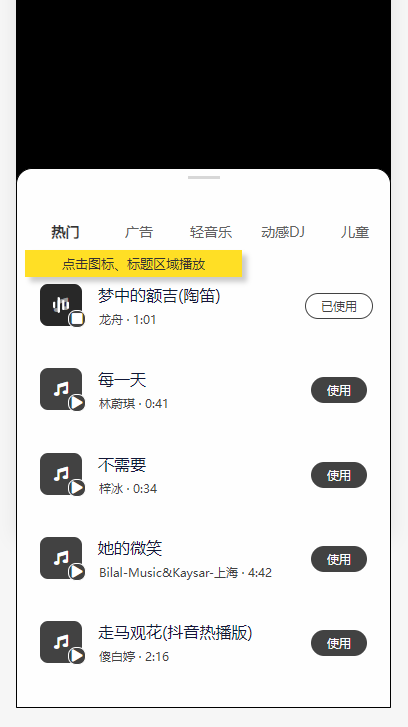 热门 广告 轻音乐 动感DJ 儿童
点击图标、标题区域播放
梦中的额吉(陶笛)
龙舟 · 1:01
已使用
每一天
林蔚琪 · 0:41
使用
不需要
梓冰 · 0:34
使用
她的微笑
Bilal-Music&Kaysar-上海 · 4:42
使用
走马观花(抖音热播版)
傻白婷 · 2:16
使用